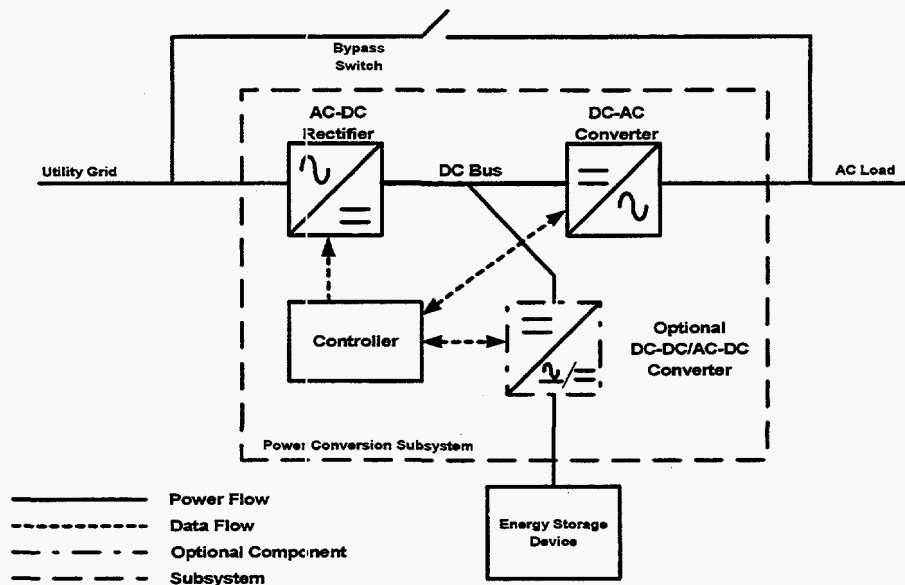 Bypass
Switch
AC-DC
Rectifier
DC-AC
Converter
Utility Grid
DC Bus
AC Load
Controller
Optional
DC-DC/AC-DC
Converter
Power Conversion Subsystem
Energy Storage
Device
Power Flow
Data Flow
Optional Component
Subsystem